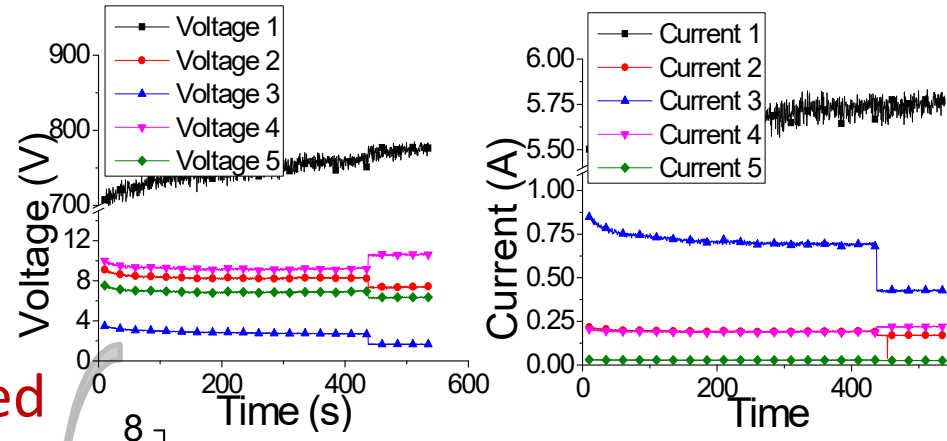 Voltage 1
Voltage 2
Voltage 3
Voltage 4
Voltage 5
900
800
700
12
8
4
0
0
200
400
600
Voltage (V)
Time (s)
Current 1
Current 2
Current 3
Current 4
Current 5
6.00
5.75
5.50
1.00
0.75
0.50
0.25
0.00
0
200
400
Current (A)
Time
ed
8